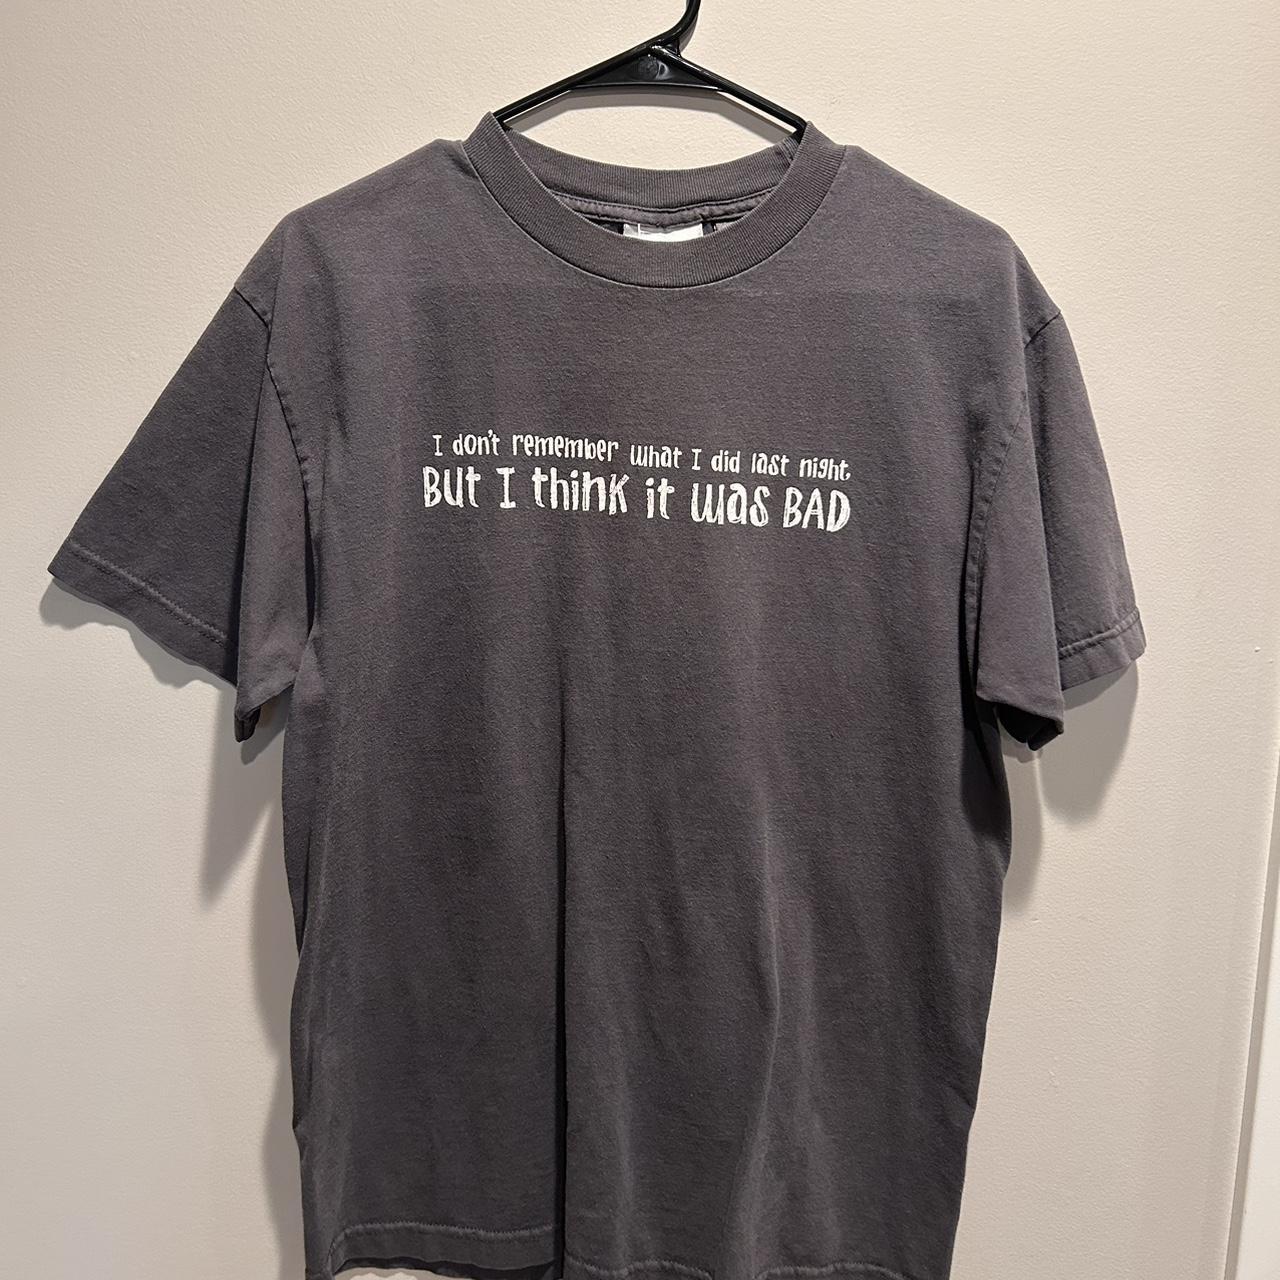 I don't remember what I did last night
But I think it was BAD